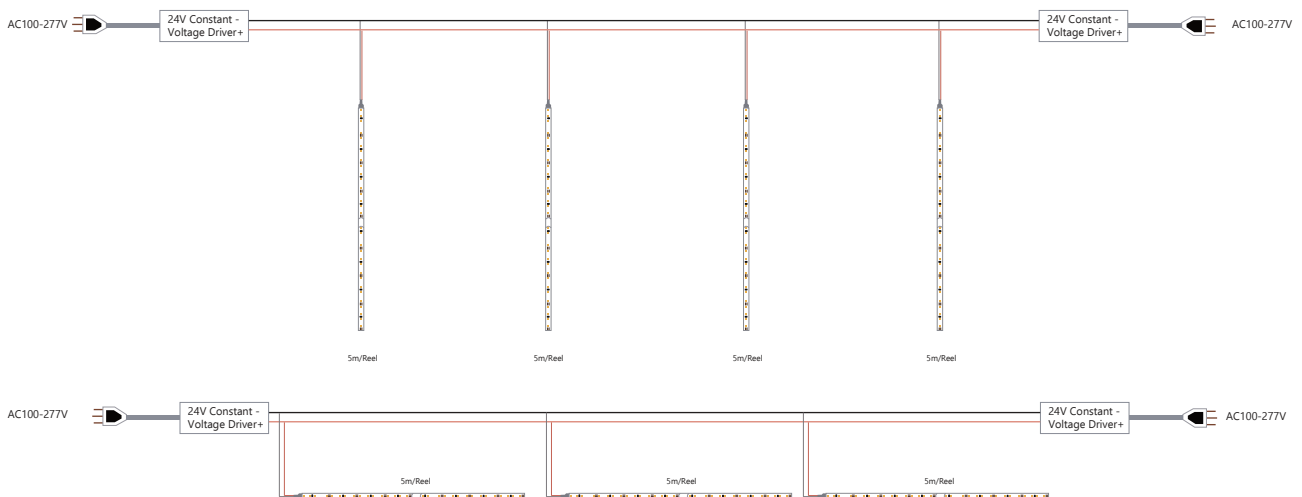 AC100-277V
24V Constant -
Voltage Driver+
24V Constant -
Voltage Driver+
AC100-277V
5m/Reel
5m/Reel
5m/Reel
5m/Reel
AC100-277V
24V Constant -
Voltage Driver+
24V Constant -
Voltage Driver+
AC100-277V
5m/Reel
5m/Reel
5m/Reel